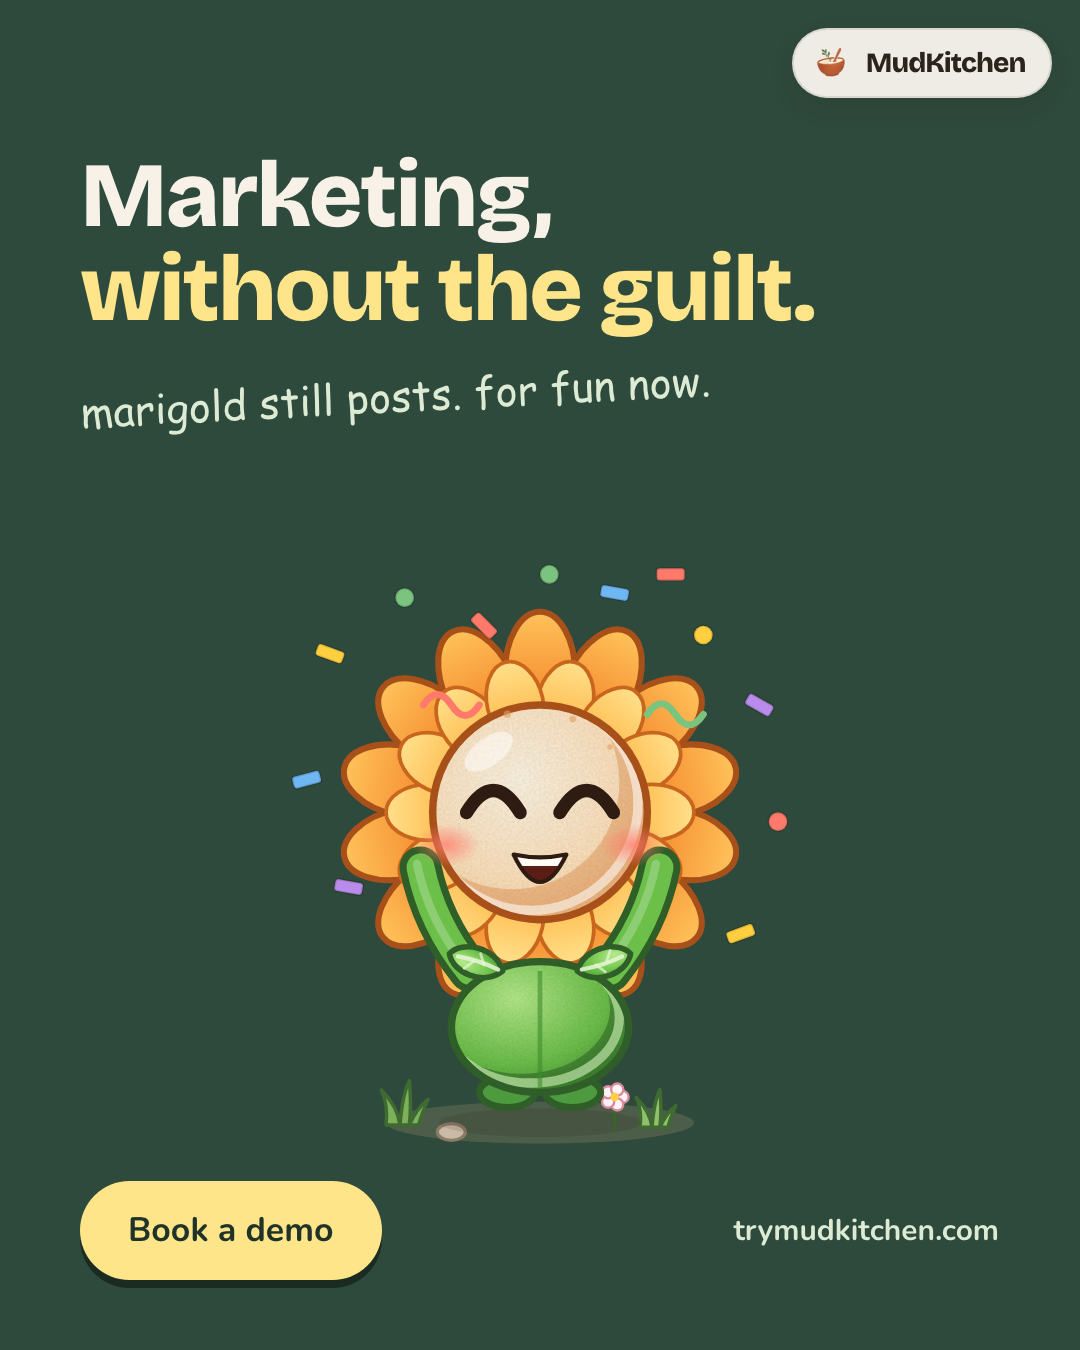 MudKitchen
Marketing,
without the guilt.
marigold still posts. for fun now.
Book a demo
trymudkitchen.com